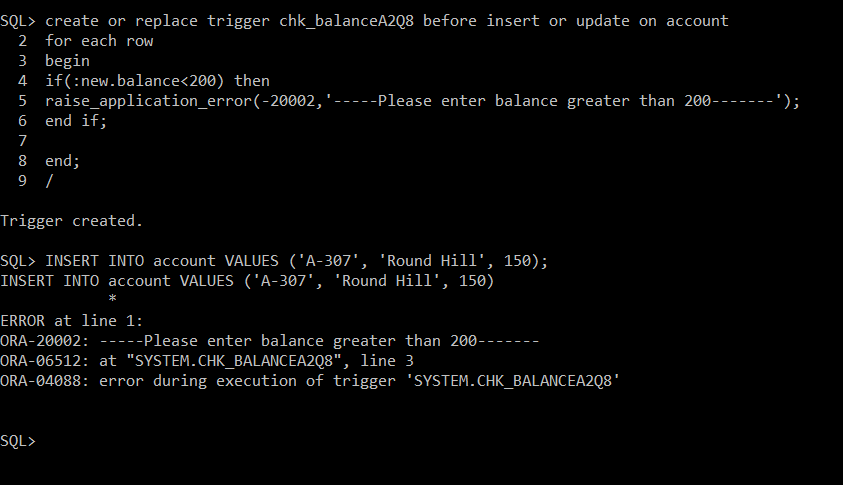 SQL> create or replace trigger chk_balanceA2Q8 before insert or update on account
  2  for each row
  3  begin
  4  if(:new.balance<200) then
  5  raise_application_error(-20002,'-----Please enter balance greater than 200-------');
  6  end if;
  7
  8  end;
  9  /
Trigger created.
SQL> INSERT INTO account VALUES ('A-307', 'Round Hill', 150);
INSERT INTO account VALUES ('A-307', 'Round Hill', 150)
            *
ERROR at line 1:
ORA-20002: -----Please enter balance greater than 200-------
ORA-06512: at "SYSTEM.CHK_BALANCEA2Q8", line 3
ORA-04088: error during execution of trigger 'SYSTEM.CHK_BALANCEA2Q8'
SQL>